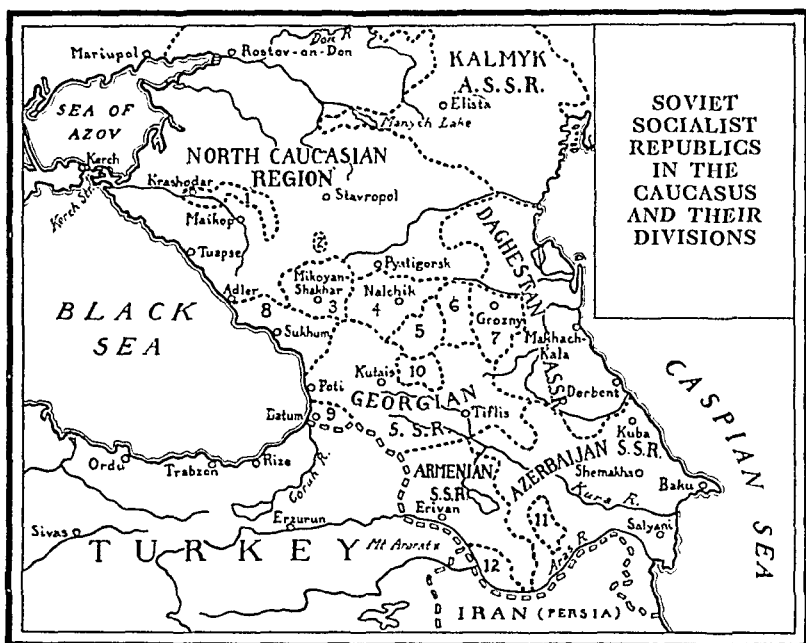 SOVIET
SOCIALIST
REPUBLICS
IN THE
CAUCASUS
AND THEIR
DIVISIONS
Mariupol
Rostov-on-Don
Don R
KALMYK
A.S.S.R.
Elista
SEA OF
AZOV
Manych Lake
Kerch
Kerch Str.
NORTH CAUCASIAN
REGION
Krasnodar
1
Stavropol
Maikop
Tuapse
2
DAGHESTAN
A.S.S.R.
Pyatigorsk
Mikoyan-
Shakhar
3
Nalchik
4
Adler
8
5
6
Grozny
7
BLACK
SEA
Sukhum
Makhach-
Kala
Kutais
10
Derbent
CASPIAN SEA
Poti
GEORGIAN
S.S.R.
Tiflis
Batum
9
Kuba
AZERBAIJAN
S.S.R.
Ordu
Trabzon
Rize
Coruh R.
ARMENIAN
S.S.R.
Shemakha
Baku
Kura R.
Erivan
11
Salyani
Sivas
Erzurun
TURKEY
Mt Ararat
12
Aras R
IRAN (PERSIA)